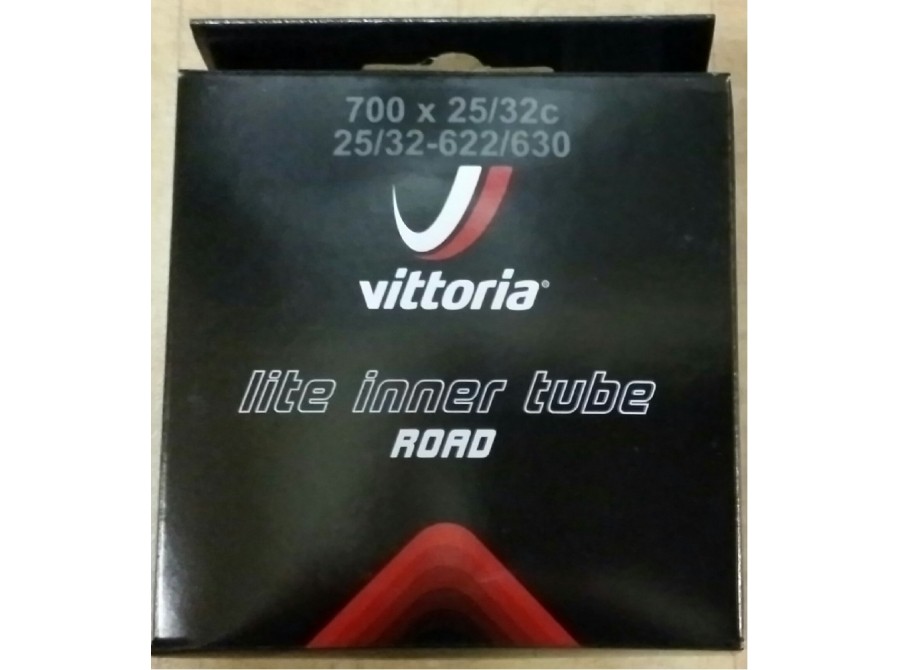 700 x 25/32c
25/32-622/630
vittoria®
lite inner tube
ROAD